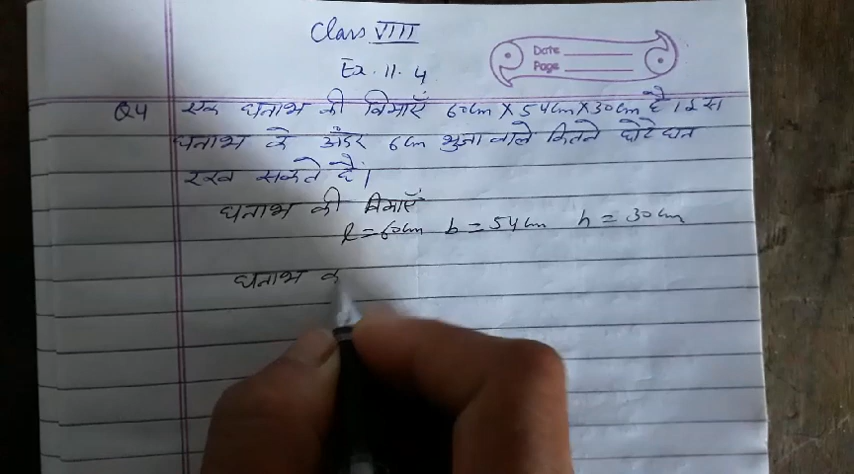 Class VIII
Ex. 11. 4
Date
Page
Q4 एक घनाभ की विमाएँ 60cm X 54cm X 30cm है। इस
घनाभ के अंदर 6cm भुजा वाले कितने छोटे घन
रख सकते है।
घनाभ की विमाएँ
l = 60cm b = 54cm h = 30cm
घनाभ क